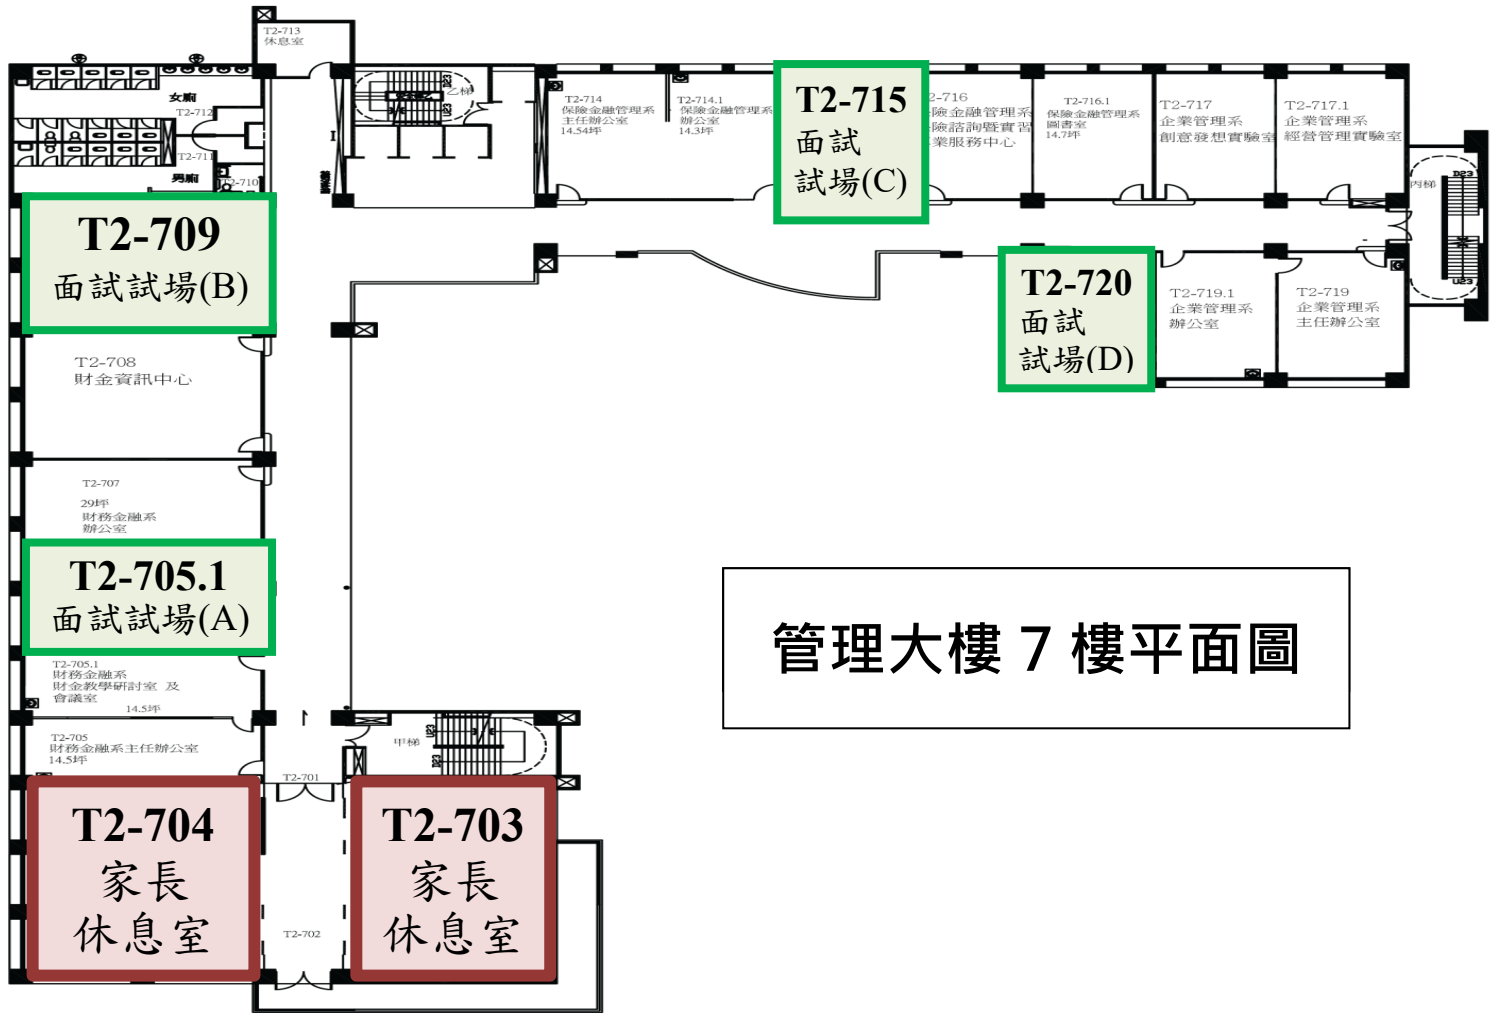 T2-713
休息室
女廁
T2-712
T2-711
男廁
T2-710
乙梯
U23
T2-714
保險金融管理系
主任辦公室
14.54坪
T2-714.1
保險金融管理系
辦公室
14.3坪
T2-715
面試
試場(C)
-716
險金融管理系
險諮詢暨實習
業服務中心
T2-716.1
保險金融管理系
圖書室
14.7坪
T2-717
企業管理系
創意發想實驗室
T2-717.1
企業管理系
經營管理實驗室
丙梯
D23
U23
T2-709
面試試場(B)
T2-720
面試
試場(D)
T2-719.1
企業管理系
辦公室
T2-719
企業管理系
主任辦公室
T2-708
財金資訊中心
T2-707
29坪
財務金融系
辦公室
T2-705.1
面試試場(A)
T2-705.1
財務金融系
財金教學研討室 及
會議室
14.5坪
管理大樓 7 樓平面圖
T2-705
財務金融系主任辦公室
14.5坪
甲梯
U23
D23
T2-701
T2-704
家長
休息室
T2-703
家長
休息室
T2-702